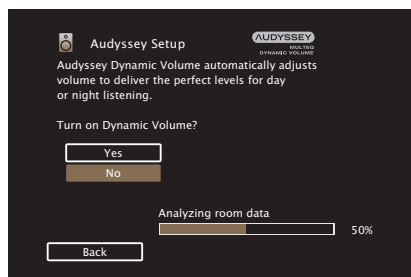 Audyssey Setup
AUDYSSEY
MULTEQ
DYNAMIC VOLUME
Audyssey Dynamic Volume automatically adjusts
volume to deliver the perfect levels for day
or night listening.
Turn on Dynamic Volume?
Yes
No
Analyzing room data
50%
Back